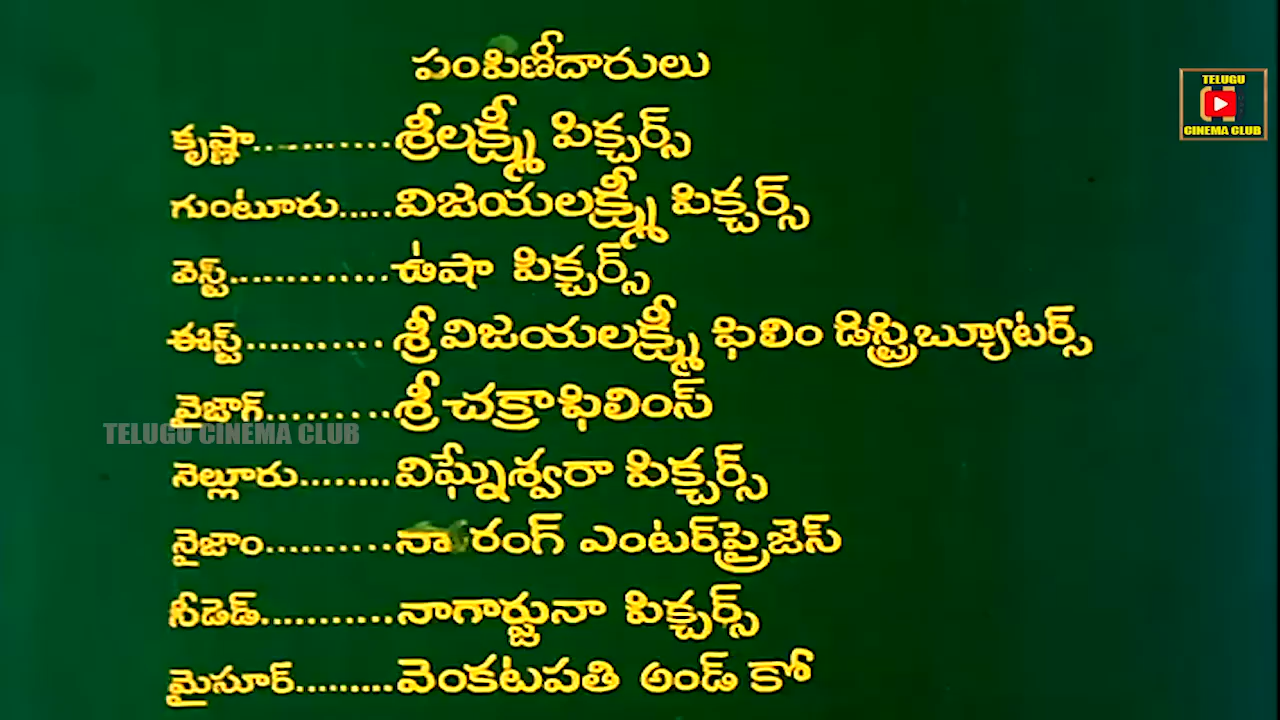 పంపిణీదారులు
TELUGU
CINEMA CLUB
కృష్ణా..........శ్రీలక్ష్మీ పిక్చర్స్
గుంటూరు.....విజయలక్ష్మీ పిక్చర్స్
వెస్ట్............ఉషా పిక్చర్స్
ఈస్ట్...........శ్రీ విజయలక్ష్మీ ఫిలిం డిస్ట్రిబ్యూటర్స్
వైజాగ్.........శ్రీ చక్రా ఫిలింస్
TELUGU CINEMA CLUB
నెల్లూరు........విఘ్నేశ్వరా పిక్చర్స్
నైజాం..........నారంగ్ ఎంటర్‌ప్రైజెస్
సీడెడ్...........నాగార్జునా పిక్చర్స్
మైసూర్.........వెంకటపతి అండ్ కో